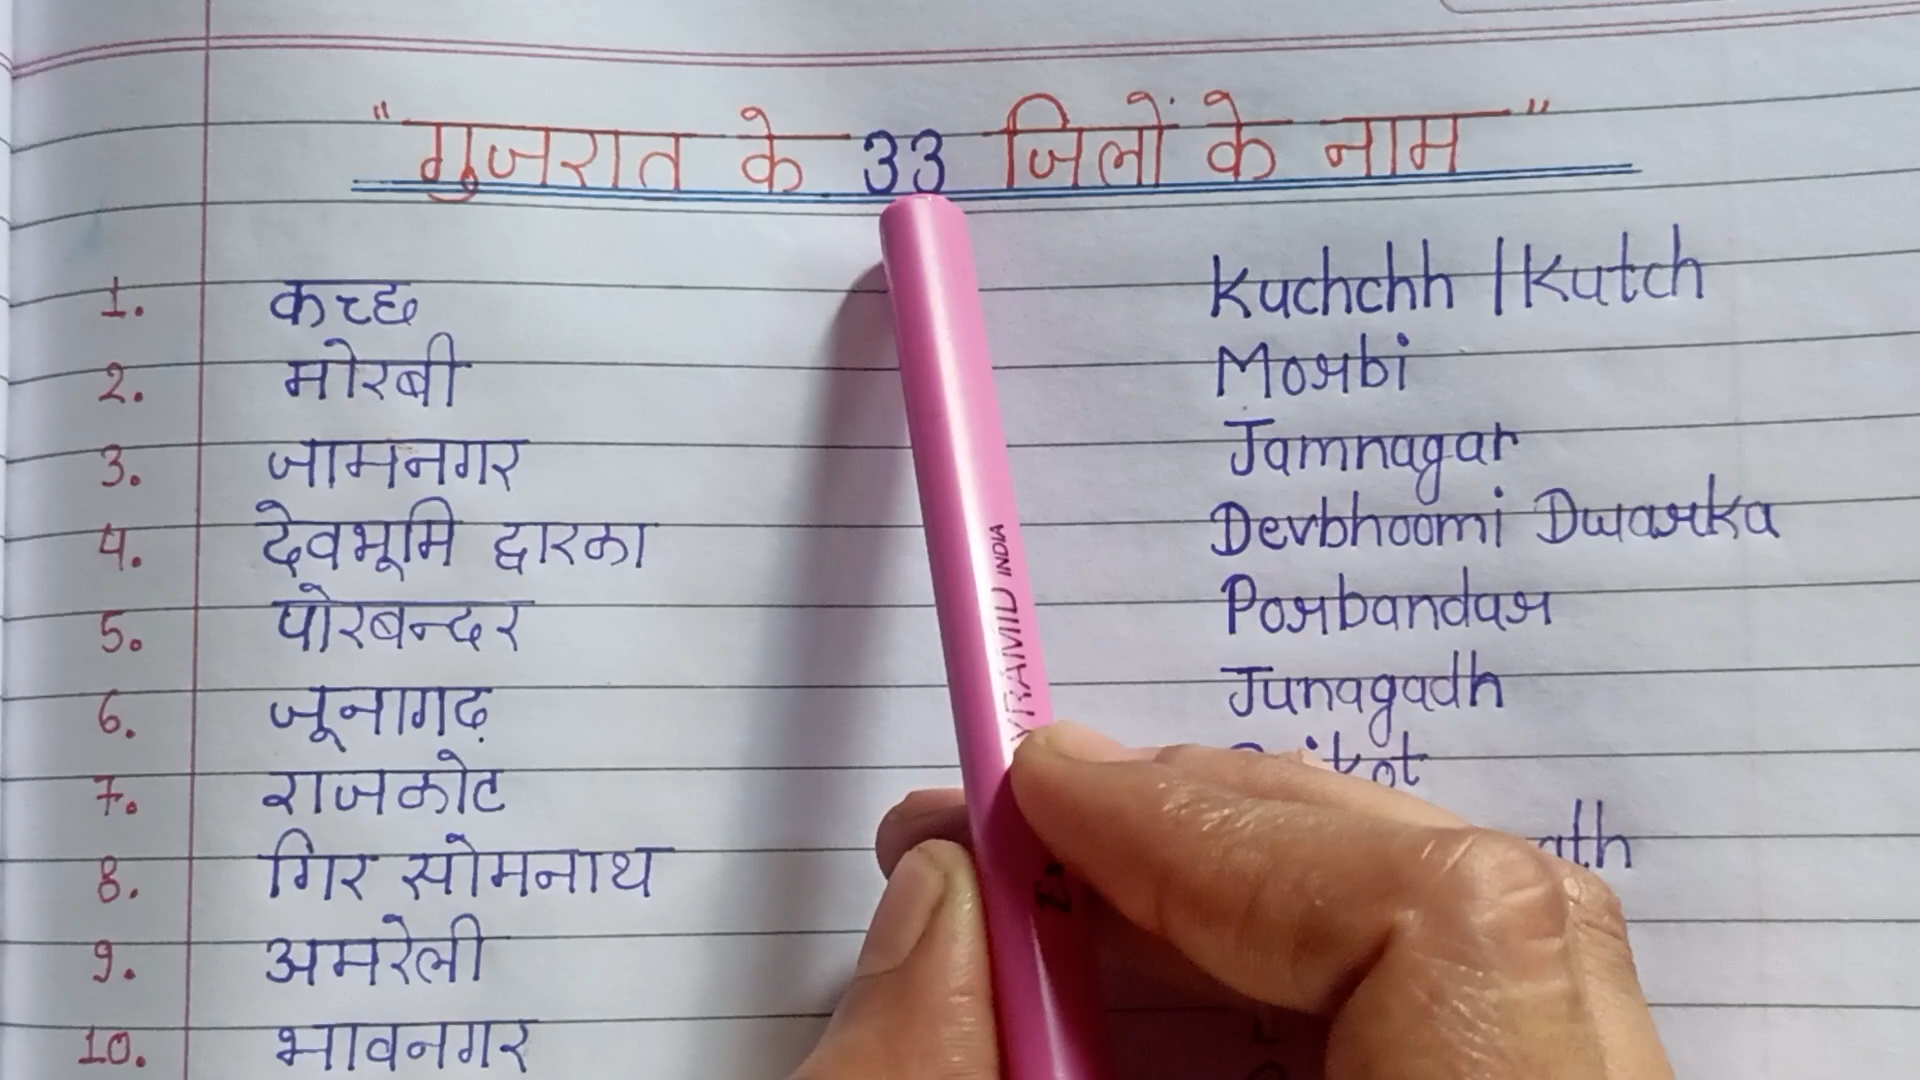 "गुजरात के 33 जिलों के नाम"
1. कच्छ Kuchchh / Kutch
2. मोरबी Morbi
3. जामनगर Jamnagar
4. देवभूमि द्वारका Devbhoomi Dwarka
5. पोरबन्दर Porbandar
6. जूनागढ़ Junagadh
7. राजकोट
8. गिर सोमनाथ
9. अमरेली
10. भावनगर
INDIA